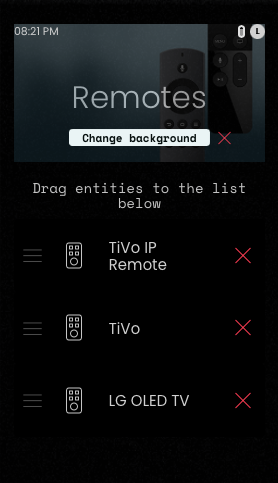 08:21 PM
L
Remotes
Change background
Drag entities to the list
below
TiVo IP
Remote
TiVo
LG OLED TV